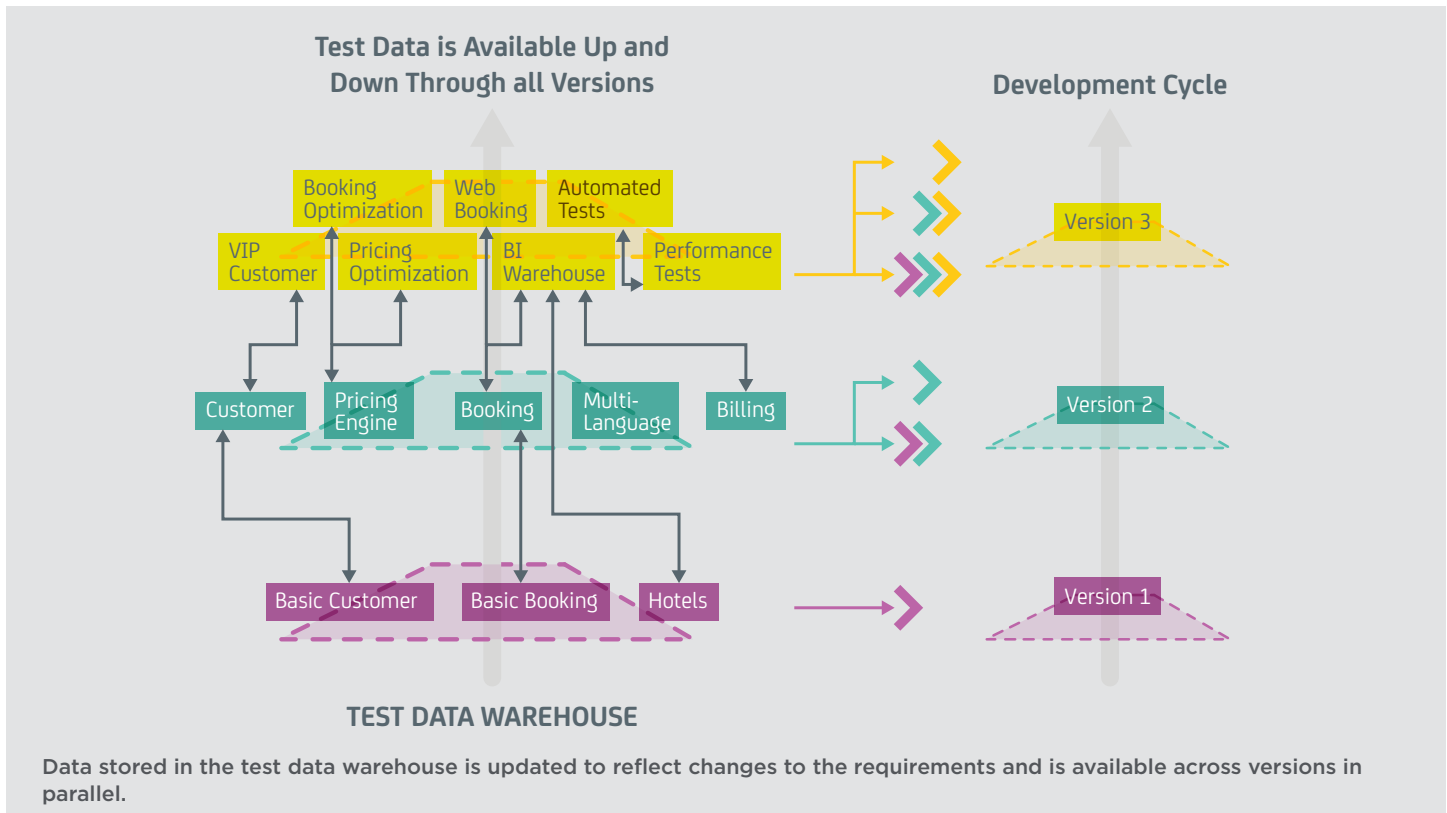 Test Data is Available Up and
Down Through all Versions
Development Cycle
Booking
Optimization
Web
Booking
Automated
Tests
VIP
Customer
Pricing
Optimization
BI
Warehouse
Performance
Tests
Version 3
Customer
Pricing
Engine
Booking
Multi-
Language
Billing
Version 2
Basic Customer
Basic Booking
Hotels
Version 1
TEST DATA WAREHOUSE
Data stored in the test data warehouse is updated to reflect changes to the requirements and is available across versions in
parallel.